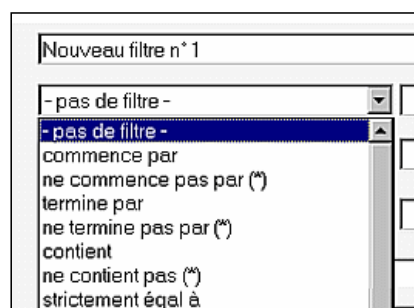 Nouveau filtre n° 1
- pas de filtre -
- pas de filtre -
commence par
ne commence pas par (*)
termine par
ne termine pas par (*)
contient
ne contient pas (*)
strictement égal à